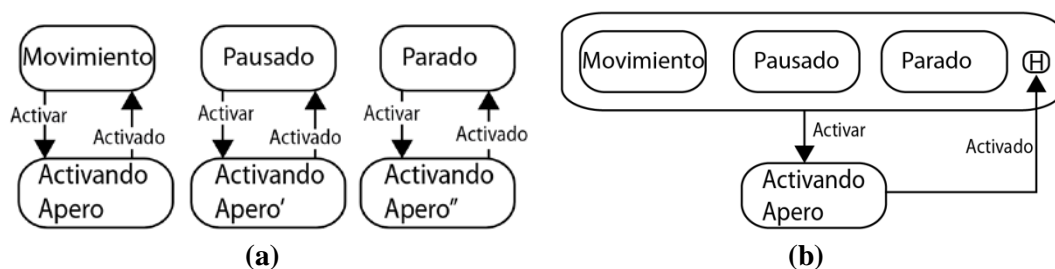 Movimiento
Pausado
Parado
Activar
Activado
Activar
Activado
Activar
Activado
Activando
Apero
Activando
Apero'
Activando
Apero"
(a)
Movimiento
Pausado
Parado
H
Activar
Activado
Activando
Apero
(b)